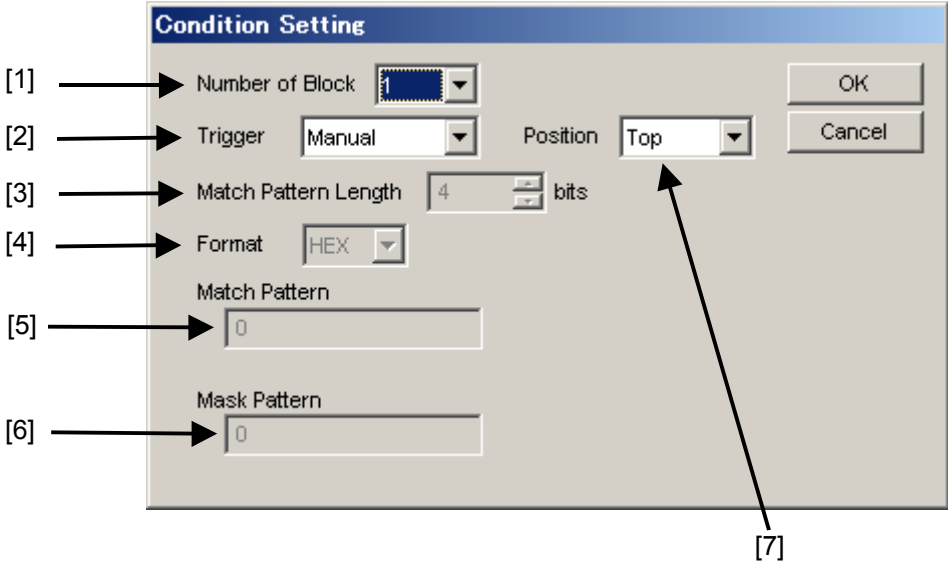 Condition Setting
[1] Number of Block 1 OK
[2] Trigger Manual Position Top Cancel
[3] Match Pattern Length 4 bits
[4] Format HEX
Match Pattern
[5] 0
Mask Pattern
[6] 0
[7]